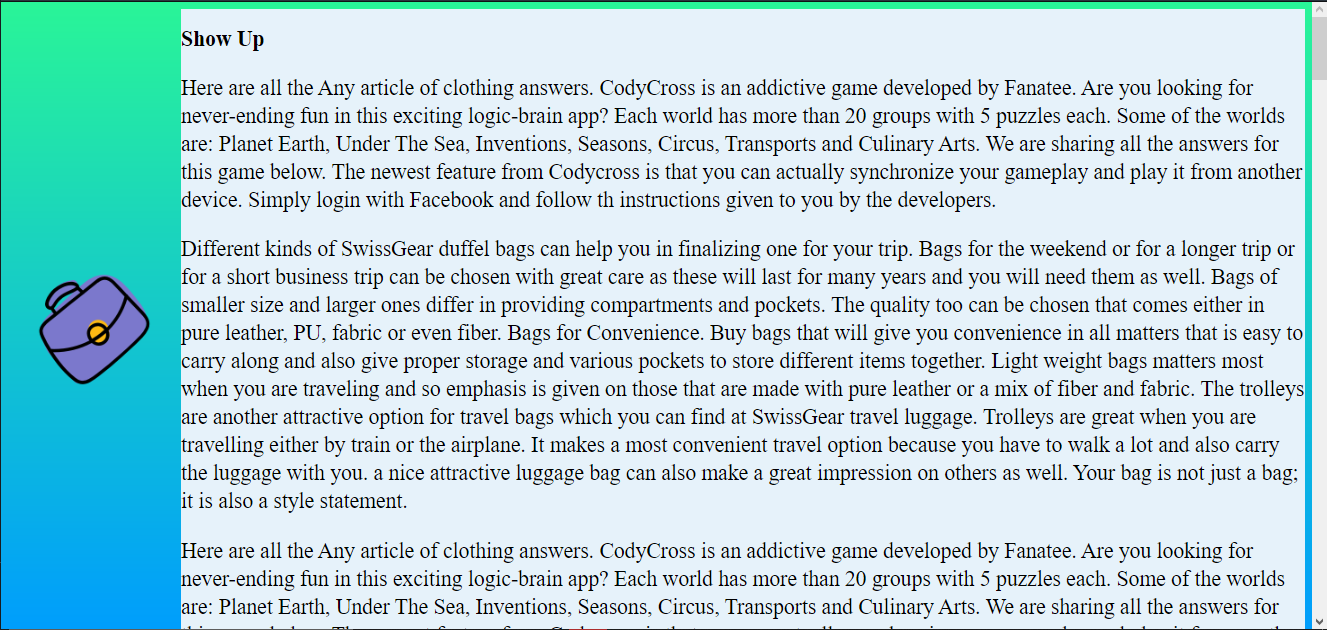 Show Up
Here are all the Any article of clothing answers. CodyCross is an addictive game developed by Fanatee. Are you looking for
never-ending fun in this exciting logic-brain app? Each world has more than 20 groups with 5 puzzles each. Some of the worlds
are: Planet Earth, Under The Sea, Inventions, Seasons, Circus, Transports and Culinary Arts. We are sharing all the answers for
this game below. The newest feature from Codycross is that you can actually synchronize your gameplay and play it from another
device. Simply login with Facebook and follow th instructions given to you by the developers.
Different kinds of SwissGear duffel bags can help you in finalizing one for your trip. Bags for the weekend or for a longer trip or
for a short business trip can be chosen with great care as these will last for many years and you will need them as well. Bags of
smaller size and larger ones differ in providing compartments and pockets. The quality too can be chosen that comes either in
pure leather, PU, fabric or even fiber. Bags for Convenience. Buy bags that will give you convenience in all matters that is easy to
carry along and also give proper storage and various pockets to store different items together. Light weight bags matters most
when you are traveling and so emphasis is given on those that are made with pure leather or a mix of fiber and fabric. The trolleys
are another attractive option for travel bags which you can find at SwissGear travel luggage. Trolleys are great when you are
travelling either by train or the airplane. It makes a most convenient travel option because you have to walk a lot and also carry
the luggage with you. a nice attractive luggage bag can also make a great impression on others as well. Your bag is not just a bag;
it is also a style statement.
Here are all the Any article of clothing answers. CodyCross is an addictive game developed by Fanatee. Are you looking for
never-ending fun in this exciting logic-brain app? Each world has more than 20 groups with 5 puzzles each. Some of the worlds
are: Planet Earth, Under The Sea, Inventions, Seasons, Circus, Transports and Culinary Arts. We are sharing all the answers for